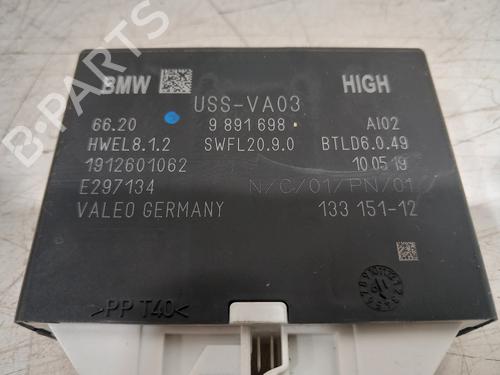 BMW HIGH
USS-VA03
66.20 9 891 698 AI02
HWEL8.1.2 SWFL20.9.0 BTLD6.0.49
1912601062 10 05 19
E297134 N/C/01/PN/01
VALEO GERMANY 133 151-12
>PP T40<
B-PARTS